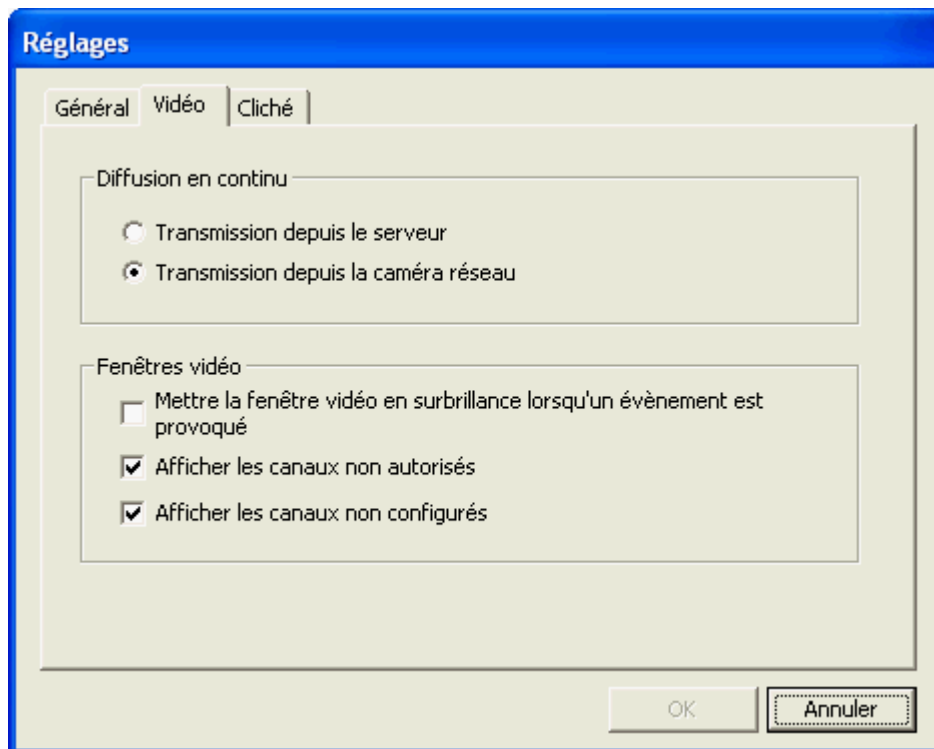 Réglages
Général Vidéo Cliché
Diffusion en continu
Transmission depuis le serveur
Transmission depuis la caméra réseau
Fenêtres vidéo
Mettre la fenêtre vidéo en surbrillance lorsqu'un évènement est
provoqué
Afficher les canaux non autorisés
Afficher les canaux non configurés
OK Annuler